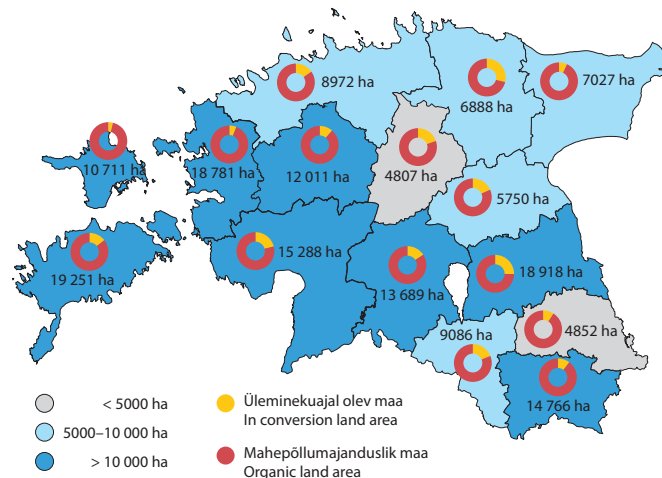 8972 ha
6888 ha
7027 ha
10 711 ha
18 781 ha
12 011 ha
4807 ha
5750 ha
19 251 ha
15 288 ha
13 689 ha
18 918 ha
9086 ha
4852 ha
14 766 ha
< 5000 ha
5000–10 000 ha
> 10 000 ha
Üleminekuajal olev maa
In conversion land area
Mahepõllumajanduslik maa
Organic land area